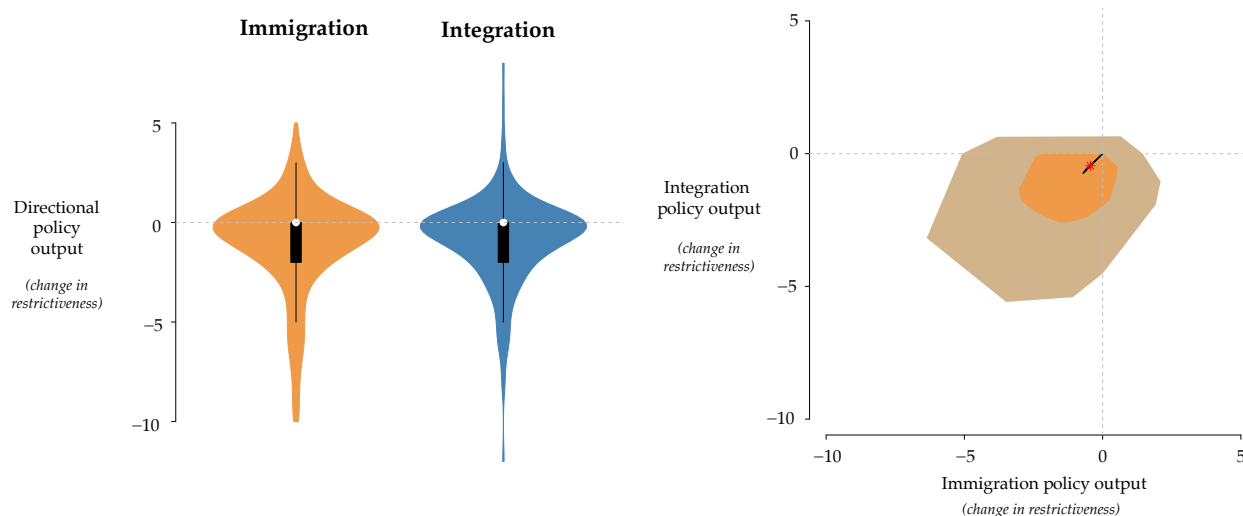 Immigration
Integration
Directional
policy
output
(change in
restrictiveness)
5
0
−5
−10
Integration
policy output
(change in
restrictiveness)
5
0
−5
−10
−10
−5
0
5
Immigration policy output
(change in restrictiveness)